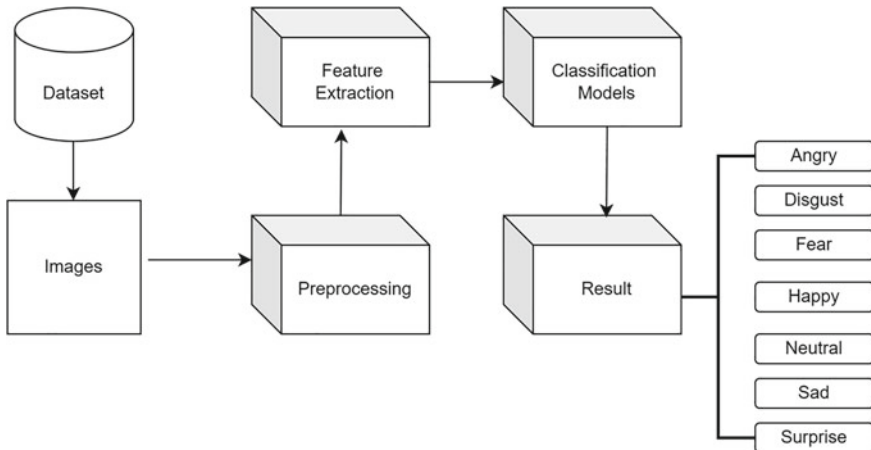 Dataset
Images
Preprocessing
Feature
Extraction
Classification
Models
Result
Angry
Disgust
Fear
Happy
Neutral
Sad
Surprise